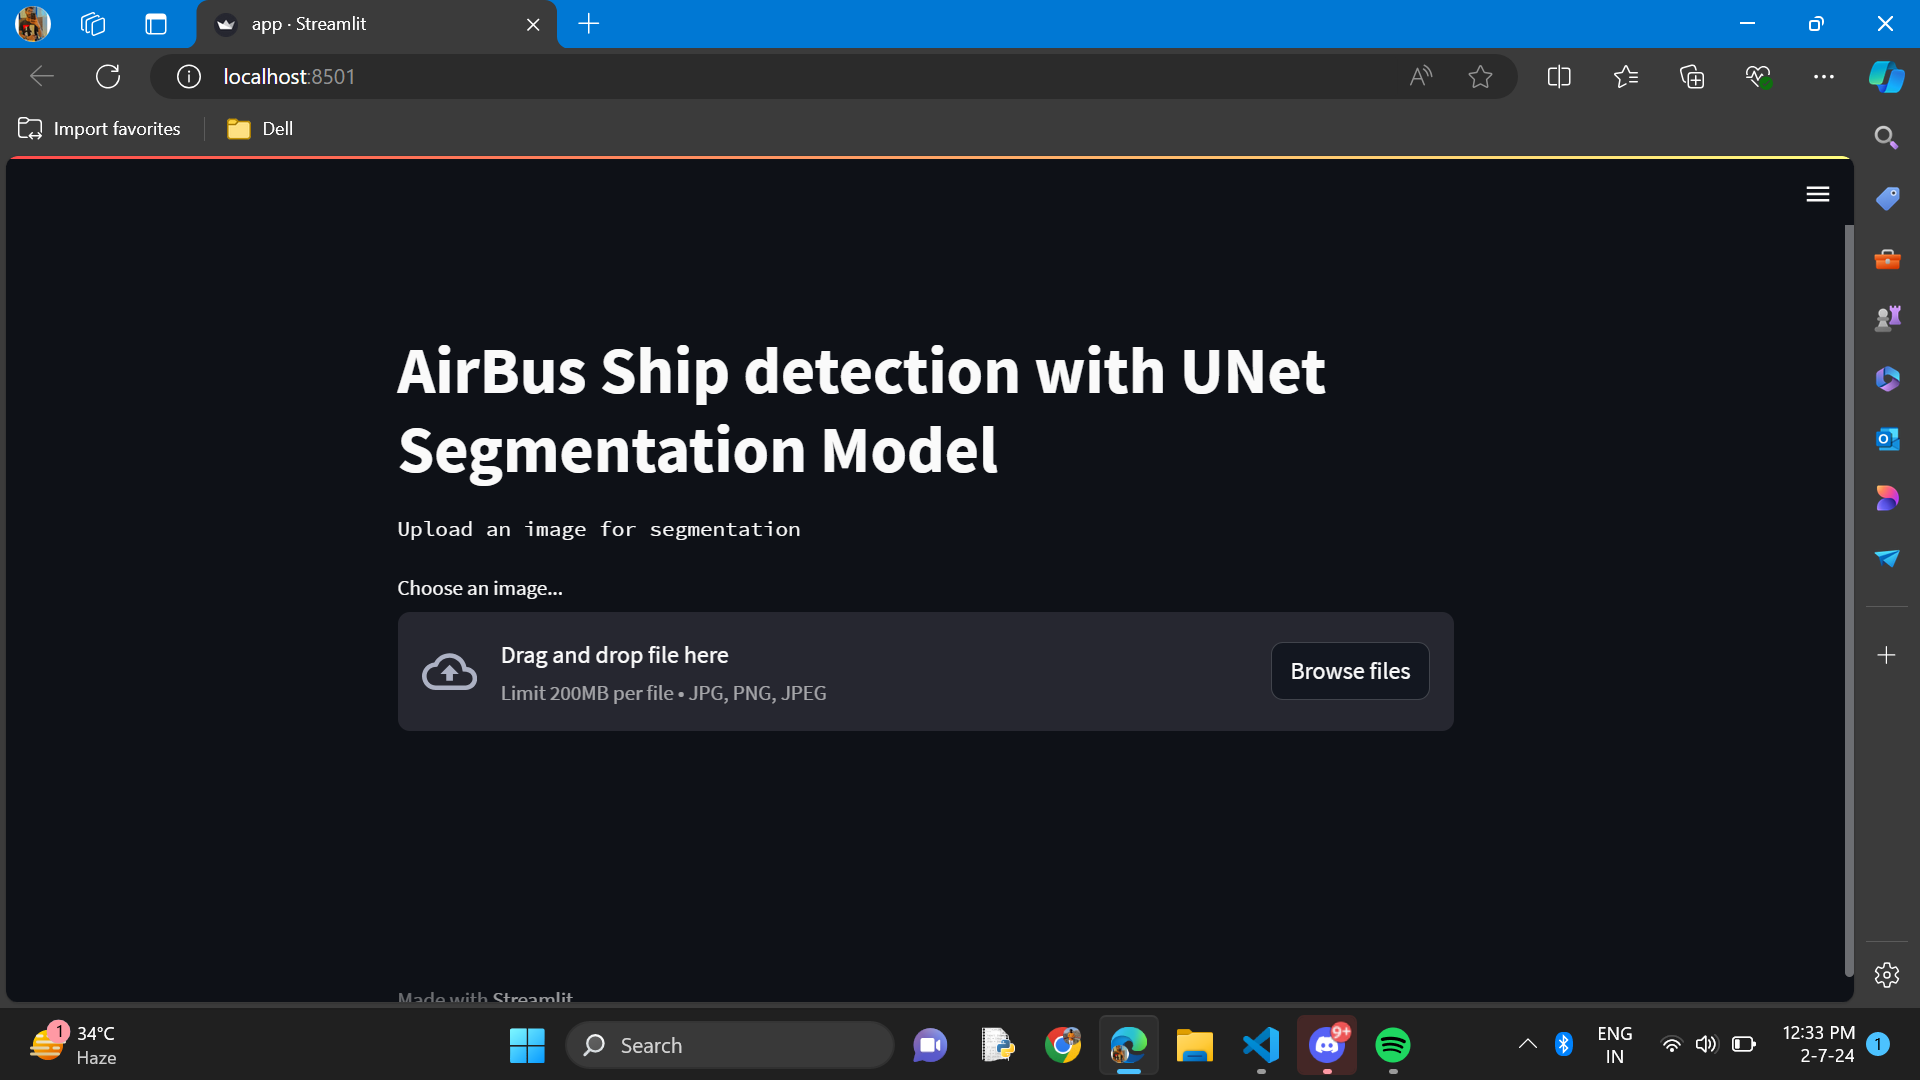 app · Streamlit
localhost:8501
Import favorites
Dell
AirBus Ship detection with UNet
Segmentation Model
Upload an image for segmentation
Choose an image...
Drag and drop file here
Limit 200MB per file • JPG, PNG, JPEG
Browse files
Made with Streamlit
1
34°C
Haze
Search
9+
ENG
IN
12:33 PM
2-7-24
1